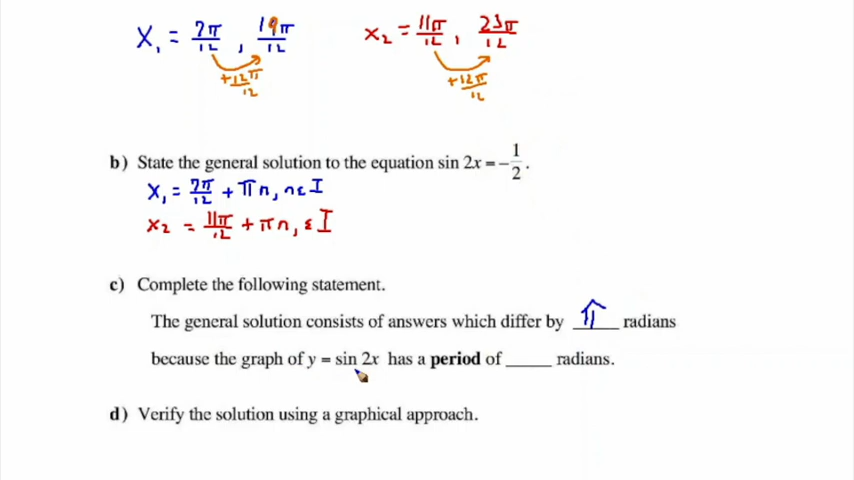 X₁ = 7π/12 , 19π/12 x₂ = 11π/12 , 23π/12
+12π/12 +12π/12
b) State the general solution to the equation sin 2x = -1/2.
X₁ = 7π/12 + πn, nεI
x₂ = 11π/12 + πn, εI
c) Complete the following statement.
The general solution consists of answers which differ by π radians
because the graph of y = sin 2x has a period of _____ radians.
d) Verify the solution using a graphical approach.